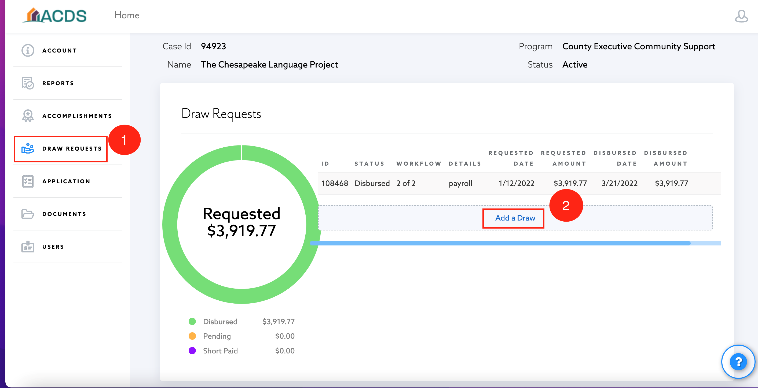 ACDS Home
Case Id 94923 Program County Executive Community Support
Name The Chesapeake Language Project Status Active
ACCOUNT
REPORTS
ACCOMPLISHMENTS
DRAW REQUESTS 1
APPLICATION
DOCUMENTS
USERS
Draw Requests
Requested
$3,919.77
REQUESTED REQUESTED DISBURSED DISBURSED
ID STATUS WORKFLOW DETAILS DATE AMOUNT DATE AMOUNT
108468 Disbursed 2 of 2 payroll 1/12/2022 $3,919.77 3/21/2022 $3,919.77
2
Add a Draw
Disbursed $3,919.77
Pending $0.00
Short Paid $0.00
?